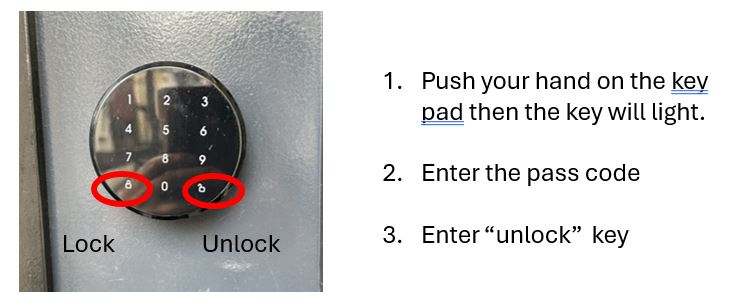 1 2 3
4 5 6
7 8 9
0
Lock Unlock
1. Push your hand on the key
pad then the key will light.
2. Enter the pass code
3. Enter “unlock” key